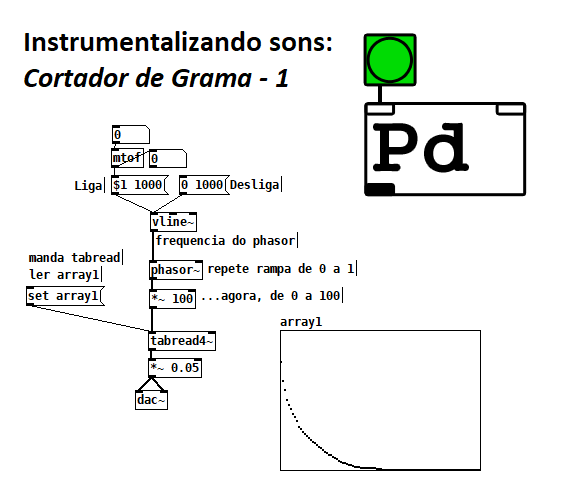 Instrumentalizando sons:
Cortador de Grama - 1
Pd
0
mtof
0
Liga
$1 1000
0 1000
Desliga
vline~
frequencia do phasor
manda tabread
ler array1
phasor~
repete rampa de 0 a 1
set array1
*~ 100
...agora, de 0 a 100
array1
tabread4~
*~ 0.05
dac~